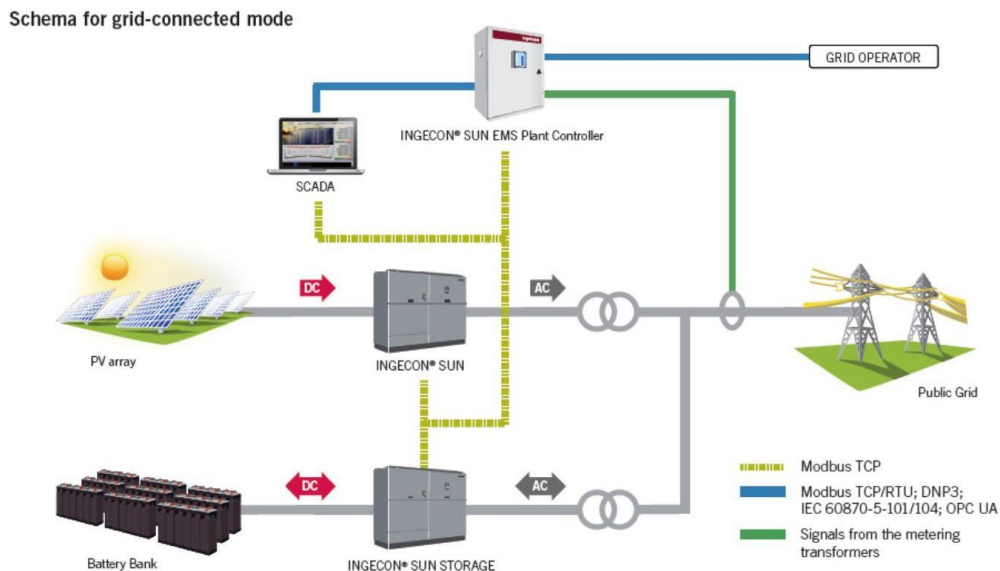 Schema for grid-connected mode
GRID OPERATOR
INGECON® SUN EMS Plant Controller
SCADA
DC
AC
PV array
INGECON® SUN
Public Grid
DC
AC
Battery Bank
INGECON® SUN STORAGE
Modbus TCP
Modbus TCP/RTU; DNP3;
IEC 60870-5-101/104; OPC UA
Signals from the metering
transformers